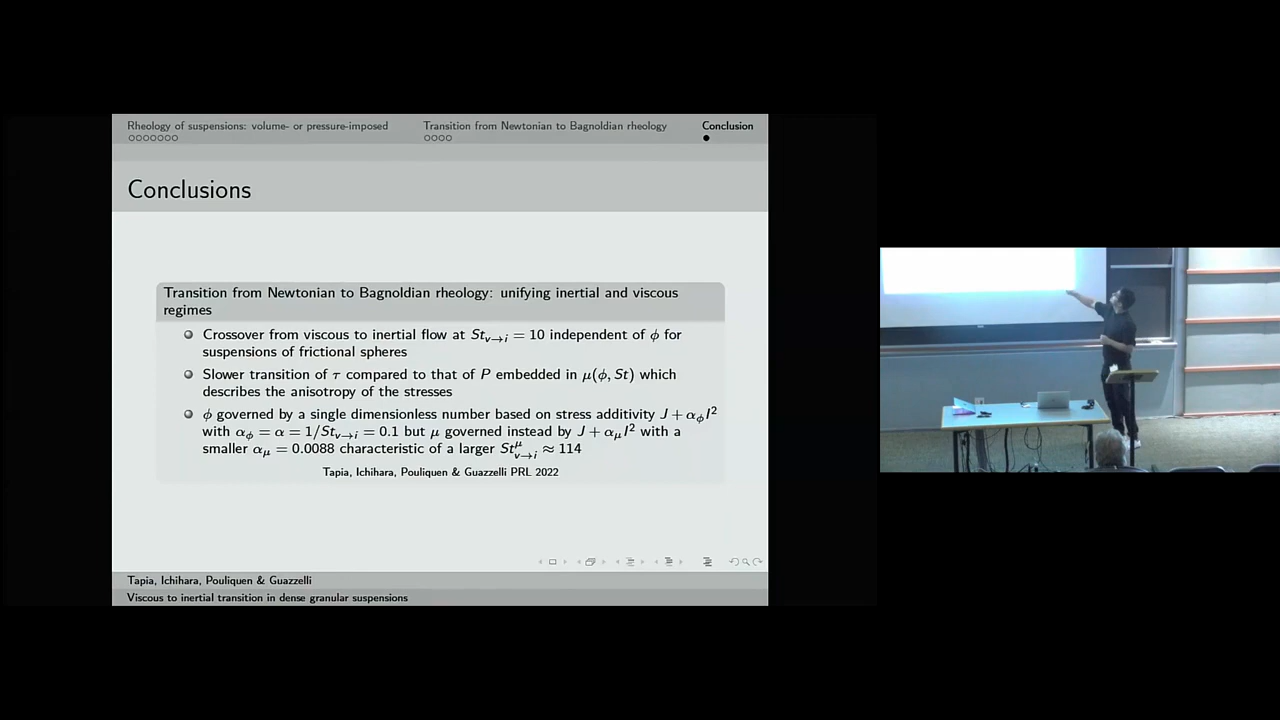 Rheology of suspensions: volume- or pressure-imposed
Transition from Newtonian to Bagnoldian rheology
Conclusion
Conclusions
Transition from Newtonian to Bagnoldian rheology: unifying inertial and viscous
regimes
Crossover from viscous to inertial flow at St_{v→i} = 10 independent of ϕ for
suspensions of frictional spheres
Slower transition of τ compared to that of P embedded in μ(ϕ, St) which
describes the anisotropy of the stresses
ϕ governed by a single dimensionless number based on stress additivity J + α_ϕ I²
with α_ϕ = α = 1/St_{v→i} = 0.1 but μ governed instead by J + α_μ I² with a
smaller α_μ = 0.0088 characteristic of a larger St^μ_{v→i} ≈ 114
Tapia, Ichihara, Pouliquen & Guazzelli PRL 2022
Tapia, Ichihara, Pouliquen & Guazzelli
Viscous to inertial transition in dense granular suspensions